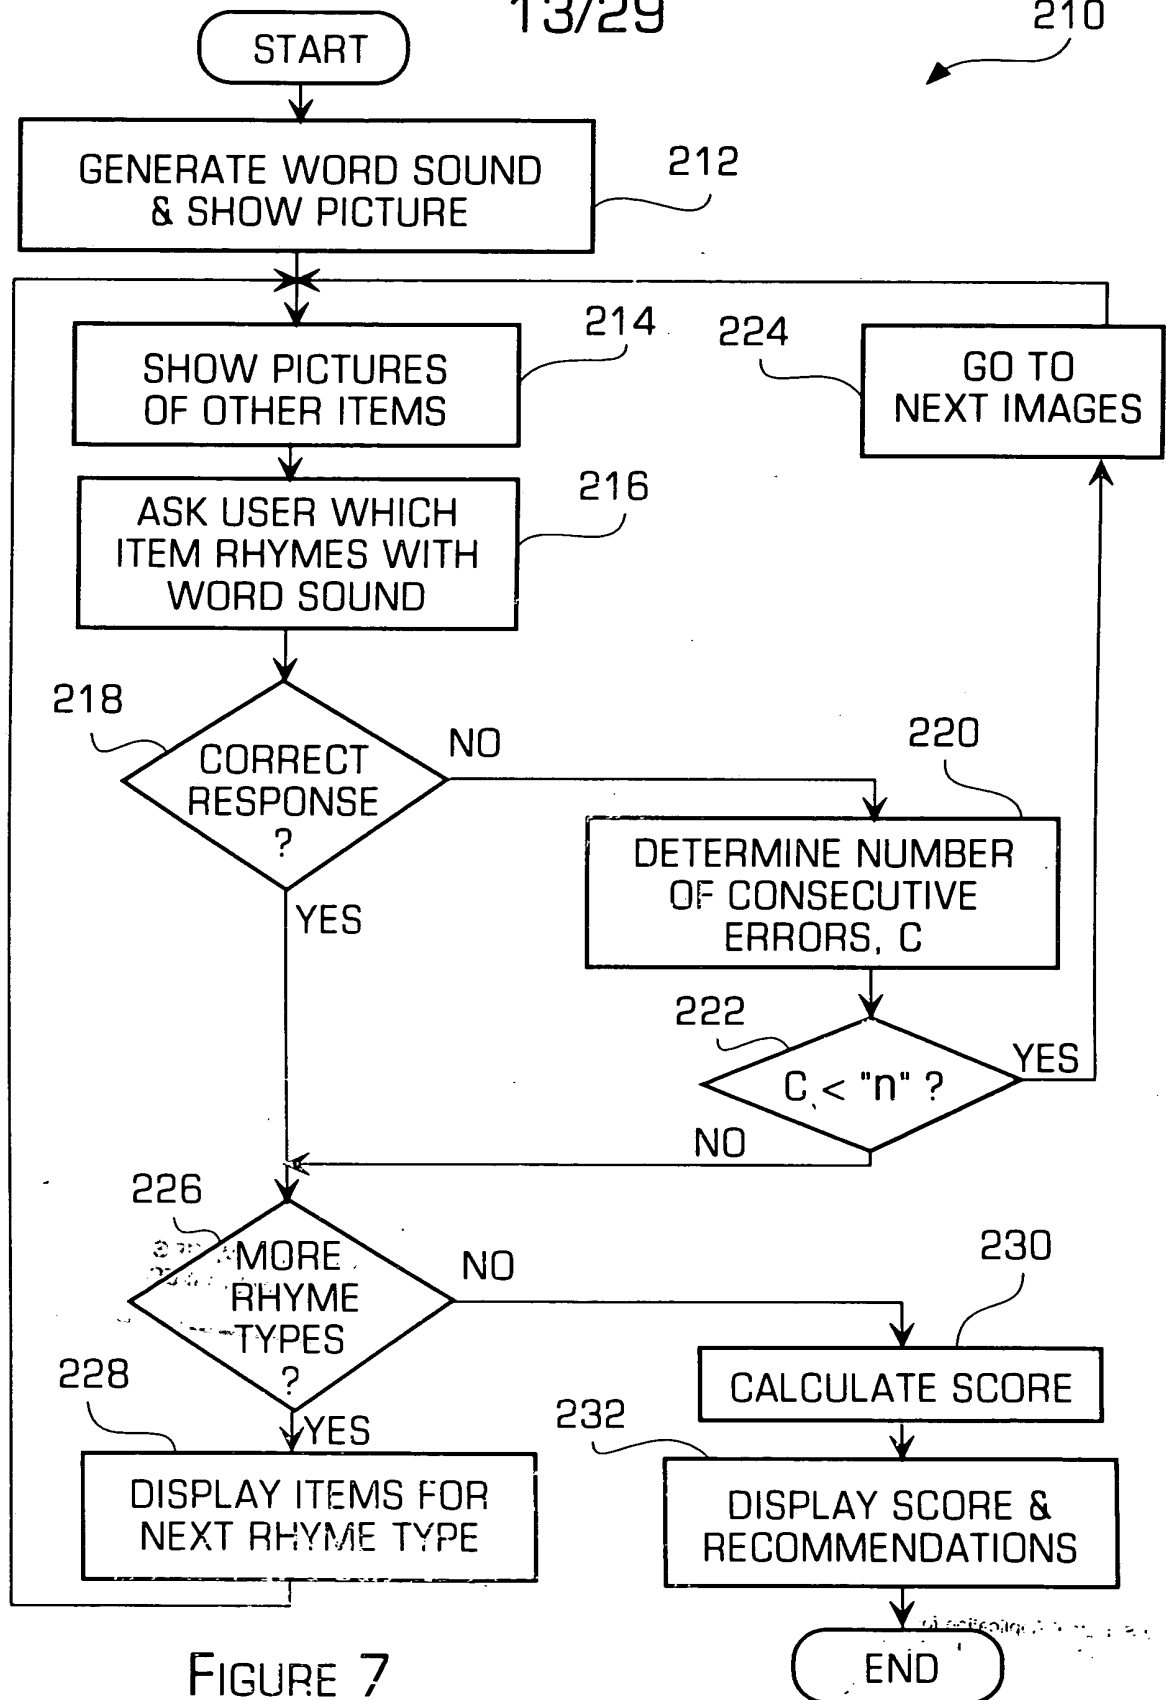 13/29
210
START
GENERATE WORD SOUND
& SHOW PICTURE
212
SHOW PICTURES
OF OTHER ITEMS
214
224
GO TO
NEXT IMAGES
ASK USER WHICH
ITEM RHYMES WITH
WORD SOUND
216
218
CORRECT
RESPONSE
?
NO
YES
220
DETERMINE NUMBER
OF CONSECUTIVE
ERRORS, C
222
C < "n" ?
YES
NO
226
MORE
RHYME
TYPES
?
NO
YES
228
DISPLAY ITEMS FOR
NEXT RHYME TYPE
230
CALCULATE SCORE
232
DISPLAY SCORE &
RECOMMENDATIONS
END
FIGURE 7